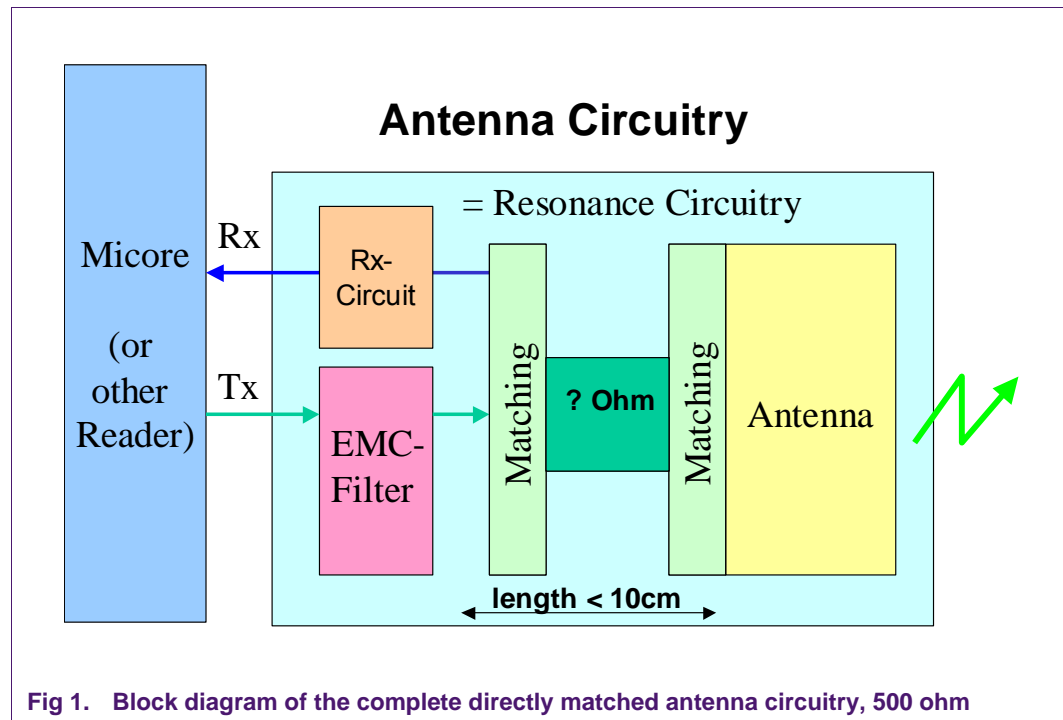 Antenna Circuitry
= Resonance Circuitry
Micore
(or
other
Reader)
Rx
Tx
Rx-
Circuit
EMC-
Filter
Matching
? Ohm
Matching
Antenna
length < 10cm
Fig 1. Block diagram of the complete directly matched antenna circuitry, 500 ohm